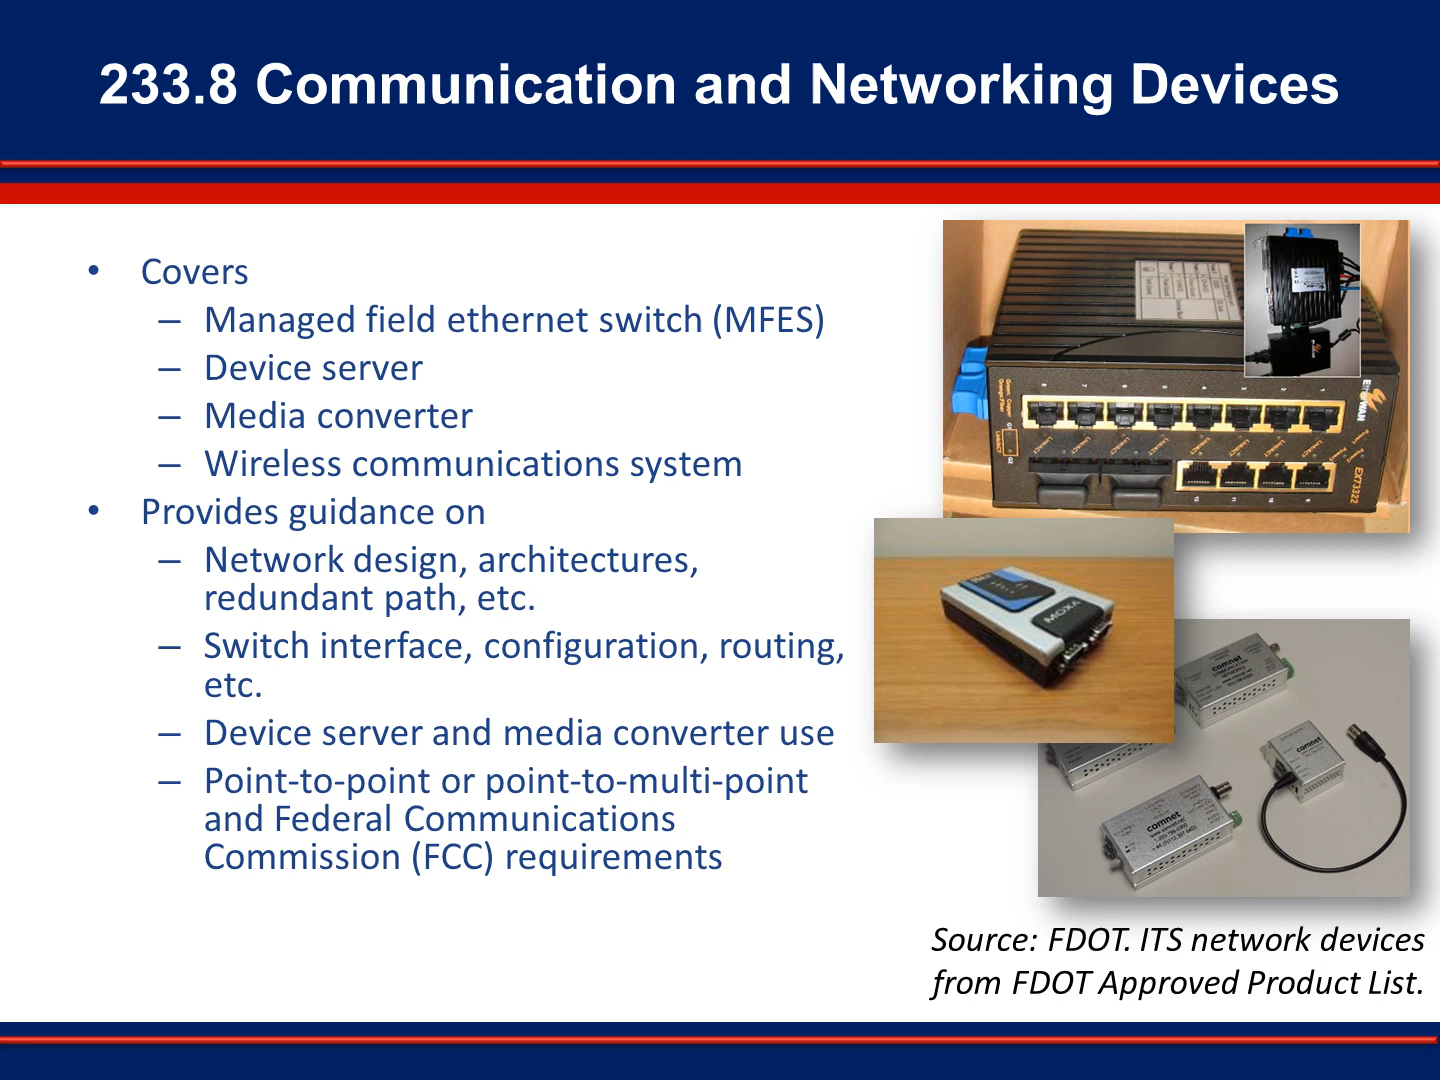 233.8 Communication and Networking Devices
• Covers
– Managed field ethernet switch (MFES)
– Device server
– Media converter
– Wireless communications system
• Provides guidance on
– Network design, architectures,
redundant path, etc.
– Switch interface, configuration, routing,
etc.
– Device server and media converter use
– Point-to-point or point-to-multi-point
and Federal Communications
Commission (FCC) requirements
EtherWAN
EX73322
MOXA
comnet
comnet
comnet
Source: FDOT. ITS network devices
from FDOT Approved Product List.